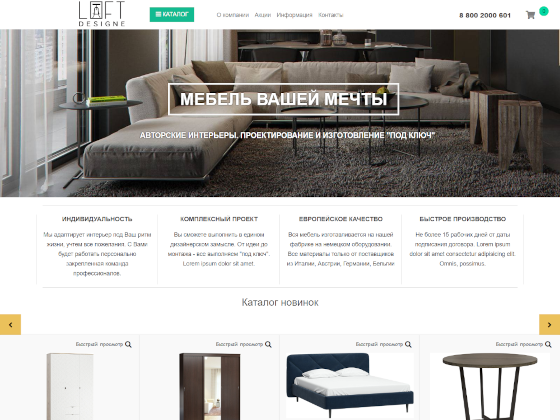 LOFT
DESIGNE
КАТАЛОГ
О компании Акции Информация Контакты
8 800 2000 601
МЕБЕЛЬ ВАШЕЙ МЕЧТЫ
АВТОРСКИЕ ИНТЕРЬЕРЫ, ПРОЕКТИРОВАНИЕ И ИЗГОТОВЛЕНИЕ "ПОД КЛЮЧ"
ИНДИВИДУАЛЬНОСТЬ
Мы адаптирует интерьер под Ваш ритм
жизни, учтем все пожелания. С Вами
будет работать персонально
закрепленная команда
профессионалов.
КОМПЛЕКСНЫЙ ПРОЕКТ
Вы сможете выполнить в едином
дизайнерском замысле. От идеи до
монтажа - все выполняем "под ключ".
Lorem ipsum dolor sit amet.
ЕВРОПЕЙСКОЕ КАЧЕСТВО
Вся мебель изготавливается на нашей
фабрике на немецком оборудовании.
Все материалы только от поставщиков
из Италии, Австрии, Германии, Бельгии
БЫСТРОЕ ПРОИЗВОДСТВО
Не более 15 рабочих дней от даты
подписания договора. Lorem ipsum
dolor sit amet consectetur adipisicing elit.
Omnis, possimus.
Каталог новинок
Быстрый просмотр
Быстрый просмотр
Быстрый просмотр
Быстрый просмотр